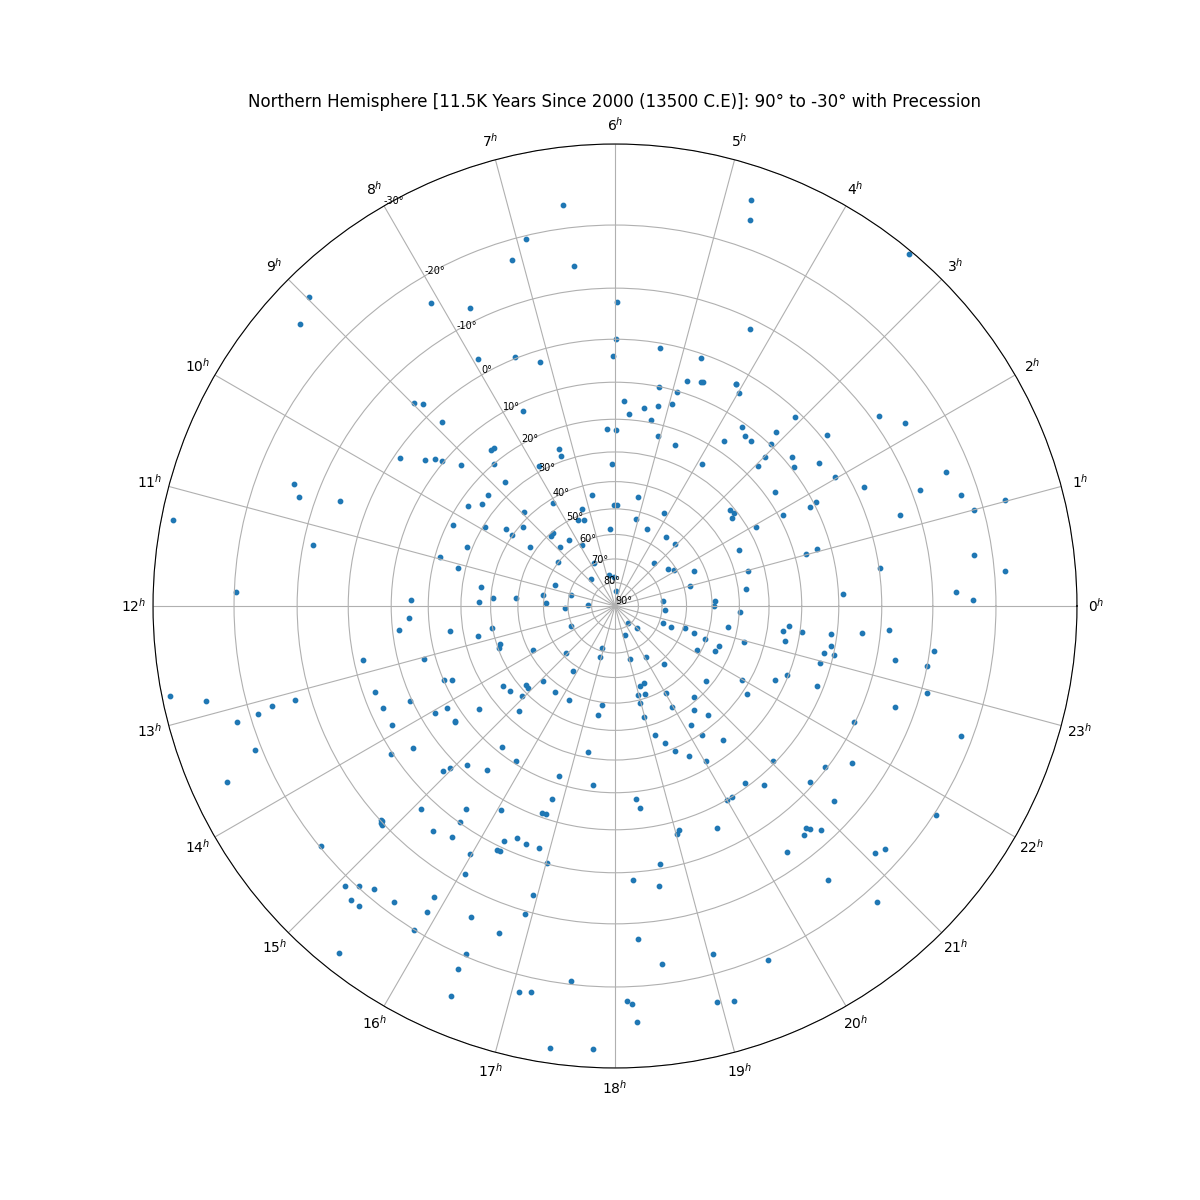 Northern Hemisphere [11.5K Years Since 2000 (13500 C.E)]: 90° to -30° with Precession
6ʰ
7ʰ
5ʰ
8ʰ
4ʰ
-30°
9ʰ
3ʰ
-20°
-10°
10ʰ
2ʰ
0°
10°
20°
30°
11ʰ
1ʰ
40°
50°
60°
70°
80°
90°
12ʰ
0ʰ
13ʰ
23ʰ
14ʰ
22ʰ
15ʰ
21ʰ
16ʰ
20ʰ
17ʰ
19ʰ
18ʰ